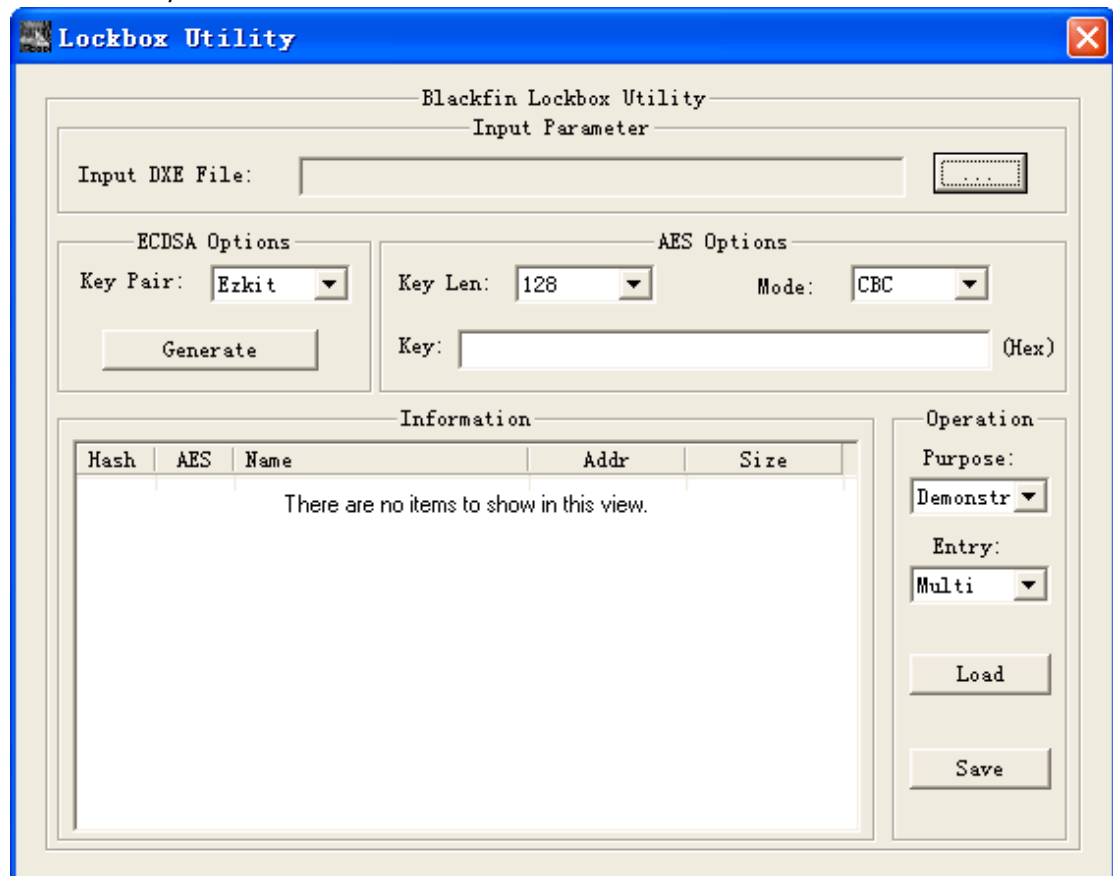 Lockbox Utility
Blackfin Lockbox Utility
Input Parameter
Input DXE File:
...
ECDSA Options
Key Pair: Ezkit
Generate
AES Options
Key Len: 128 Mode: CBC
Key: (Hex)
Information
Hash AES Name Addr Size
There are no items to show in this view.
Operation
Purpose:
Demonstr
Entry:
Multi
Load
Save